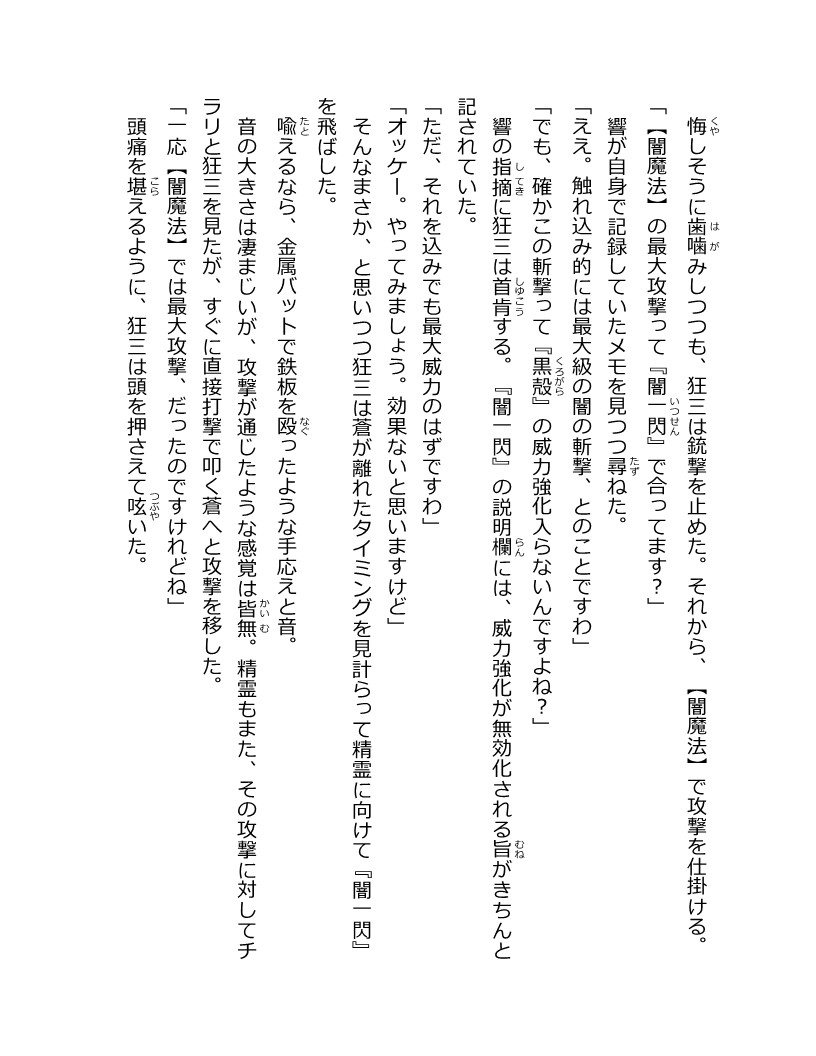 悔しそうに歯噛みしつつも、狂三は銃撃を止めた。それから、【闇魔法】で攻撃を仕掛ける。
「【闇魔法】の最大攻撃って『闇一閃』で合ってます？」
響が自身で記録していたメモを見つつ尋ねた。
「ええ。触れ込み的には最大級の闇の斬撃、とのことですわ」
「でも、確かこの斬撃って『黒殻』の威力強化入らないんですよね？」
響の指摘に狂三は首肯する。『闇一閃』の説明欄には、威力強化が無効化される旨がきちんと
記されていた。
「ただ、それを込みでも最大威力のはずですわ」
「オッケー。やってみましょう。効果ないと思いますけど」
そんなまさか、と思いつつ狂三は蒼が離れたタイミングを見計らって精霊に向けて『闇一閃』
を飛ばした。
喩えるなら、金属バットで鉄板を殴ったような手応えと音。
音の大きさは凄まじいが、攻撃が通じたような感覚は皆無。精霊もまた、その攻撃に対してチ
ラリと狂三を見たが、すぐに直接打撃で叩く蒼へと攻撃を移した。
「一応【闇魔法】では最大攻撃、だったのですけれどね」
頭痛を堪えるように、狂三は頭を押さえて呟いた。